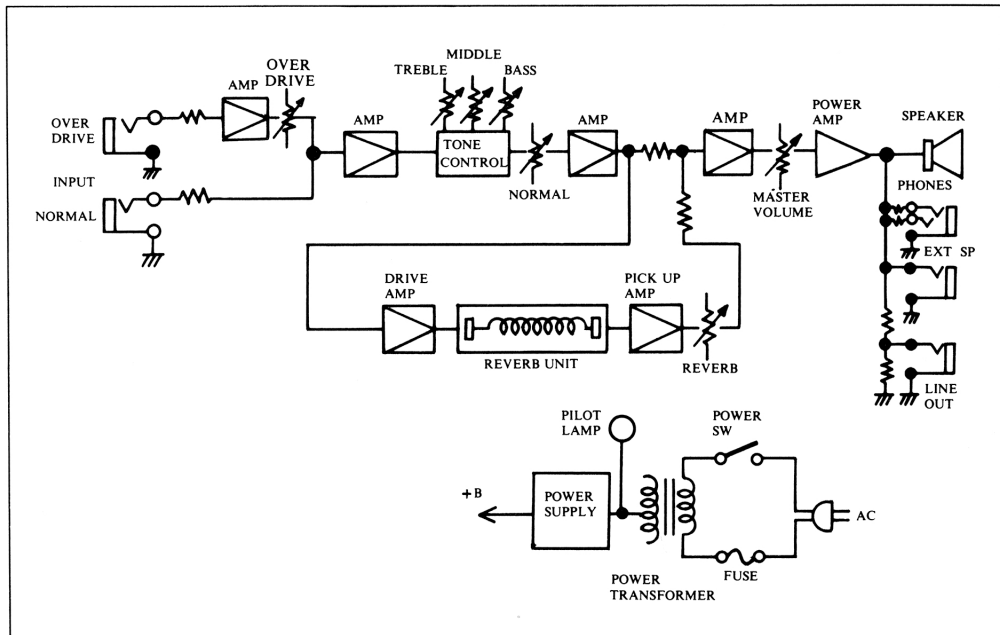 OVER
DRIVE
INPUT
NORMAL
AMP
OVER
DRIVE
AMP
TREBLE
MIDDLE
BASS
TONE
CONTROL
NORMAL
AMP
AMP
MASTER
VOLUME
POWER
AMP
SPEAKER
PHONES
EXT SP
LINE
OUT
DRIVE
AMP
REVERB UNIT
PICK UP
AMP
REVERB
PILOT
LAMP
POWER
SW
+B
POWER
SUPPLY
AC
FUSE
POWER
TRANSFORMER